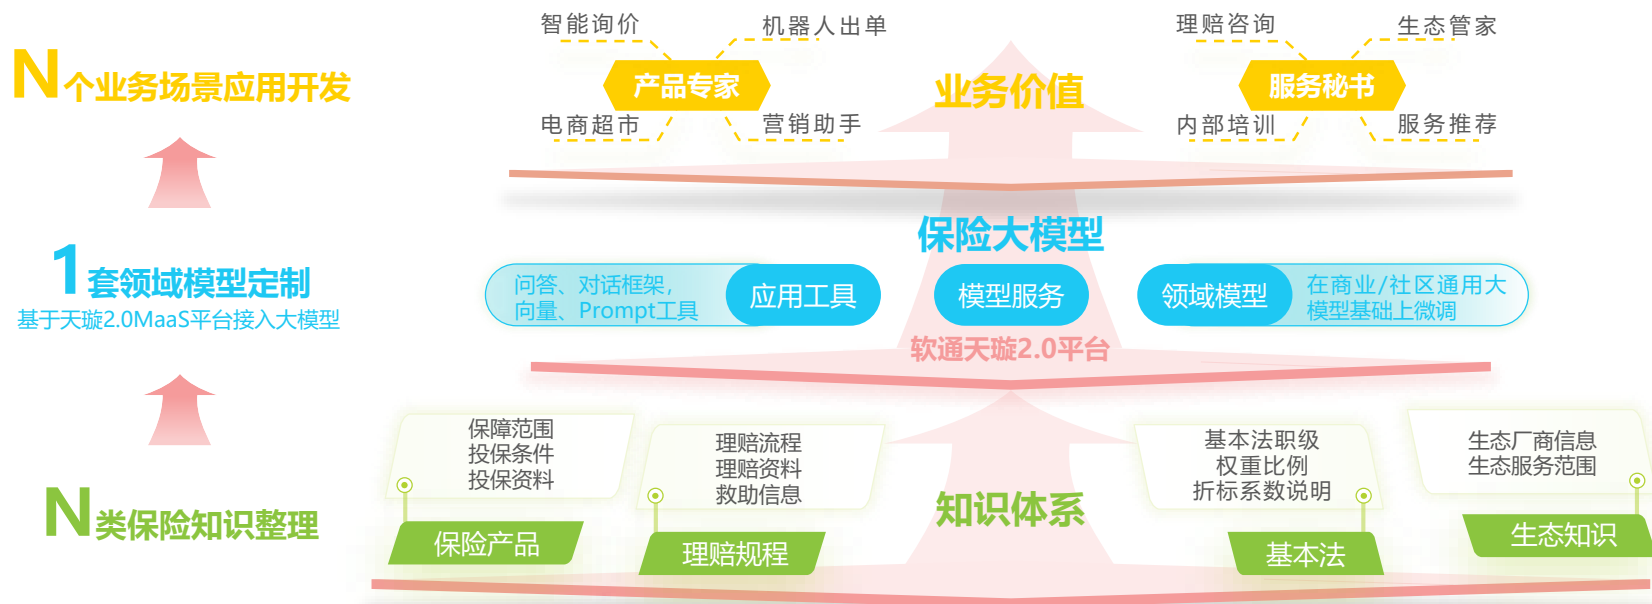 智能询价
机器人出单
理赔咨询
生态管家
N个业务场景应用开发
产品专家
业务价值
服务秘书
电商超市
营销助手
内部培训
服务推荐
保险大模型
1套领域模型定制
基于天璇2.0MaaS平台接入大模型
问答、对话框架，
向量、Prompt工具
应用工具
模型服务
领域模型
在商业/社区通用大
模型基础上微调
软通天璇2.0平台
保障范围
投保条件
投保资料
理赔流程
理赔资料
救助信息
基本法职级
权重比例
折标系数说明
生态厂商信息
生态服务范围
N类保险知识整理
知识体系
保险产品
理赔规程
基本法
生态知识